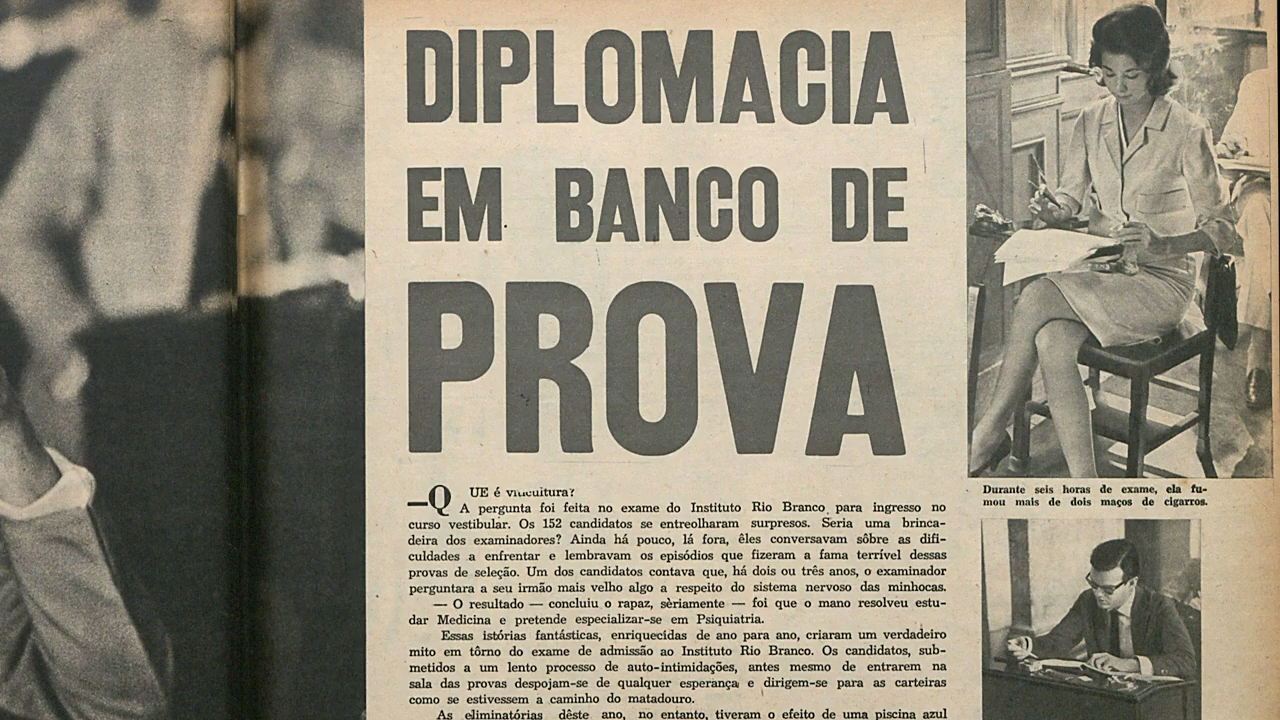 DIPLOMACIA
EM BANCO DE
PROVA
—QUE é
A pergunta foi feita no exame do Instituto Rio Branco para ingresso no
curso vestibular. Os 152 candidatos se entreolharam surpresos. Seria uma brinca-
deira dos examinadores? Ainda há pouco, lá fora, êles conversavam sôbre as difi-
culdades a enfrentar e lembravam os episódios que fizeram a fama terrível dessas
provas de seleção. Um dos candidatos contava que, há dois ou três anos, o examinador
perguntara a seu irmão mais velho algo a respeito do sistema nervoso das minhocas.
— O resultado — concluiu o rapaz, sèriamente — foi que o mano resolveu estu-
dar Medicina e pretende especializar-se em Psiquiatria.
Essas istórias fantásticas, enriquecidas de ano para ano, criaram um verdadeiro
mito em tôrno do exame de admissão ao Instituto Rio Branco. Os candidatos, sub-
metidos a um lento processo de auto-intimidações, antes mesmo de entrarem na
sala das provas despojam-se de qualquer esperança e dirigem-se para as carteiras
como se estivessem a caminho do matadouro.
As eliminatórias dêste ano, no entanto, tiveram o efeito de uma piscina azul
Durante seis horas de exame, ela fu-
mou mais de dois maços de cigarros.